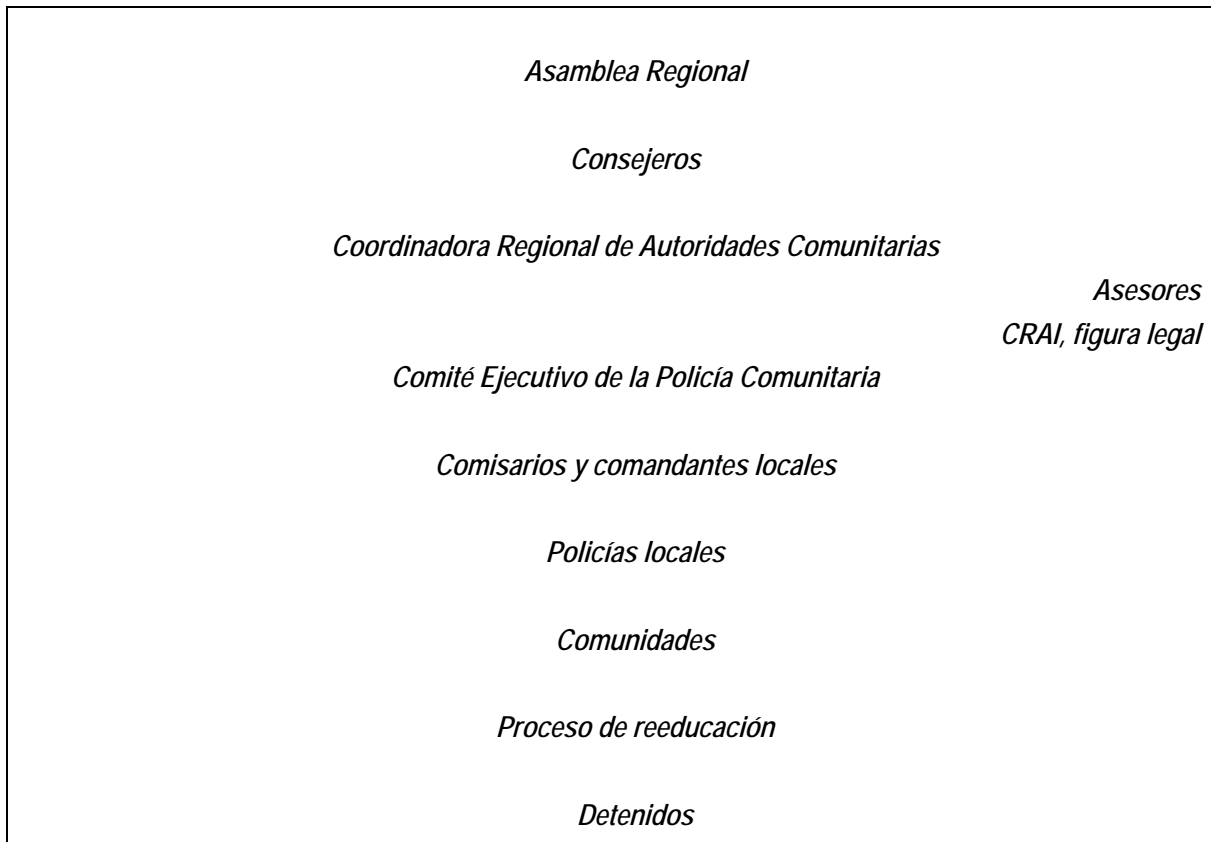 Asamblea Regional
Consejeros
Coordinadora Regional de Autoridades Comunitarias
Asesores
CRAI, figura legal
Comité Ejecutivo de la Policía Comunitaria
Comisarios y comandantes locales
Policías locales
Comunidades
Proceso de reeducación
Detenidos